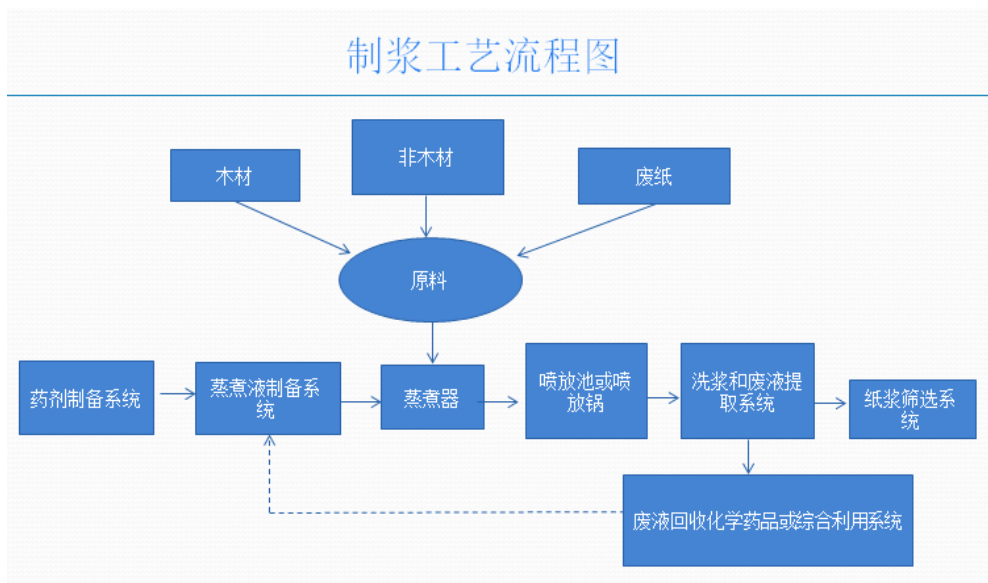 制浆工艺流程图
木材
非木材
废纸
原料
药剂制备系统
蒸煮液制备系
统
蒸煮器
喷放池或喷
放锅
洗浆和废液提
取系统
纸浆筛选系
统
废液回收化学药品或综合利用系统